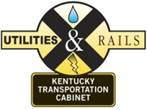 UTILITIES & RAILS
KENTUCKY
TRANSPORTATION
CABINET